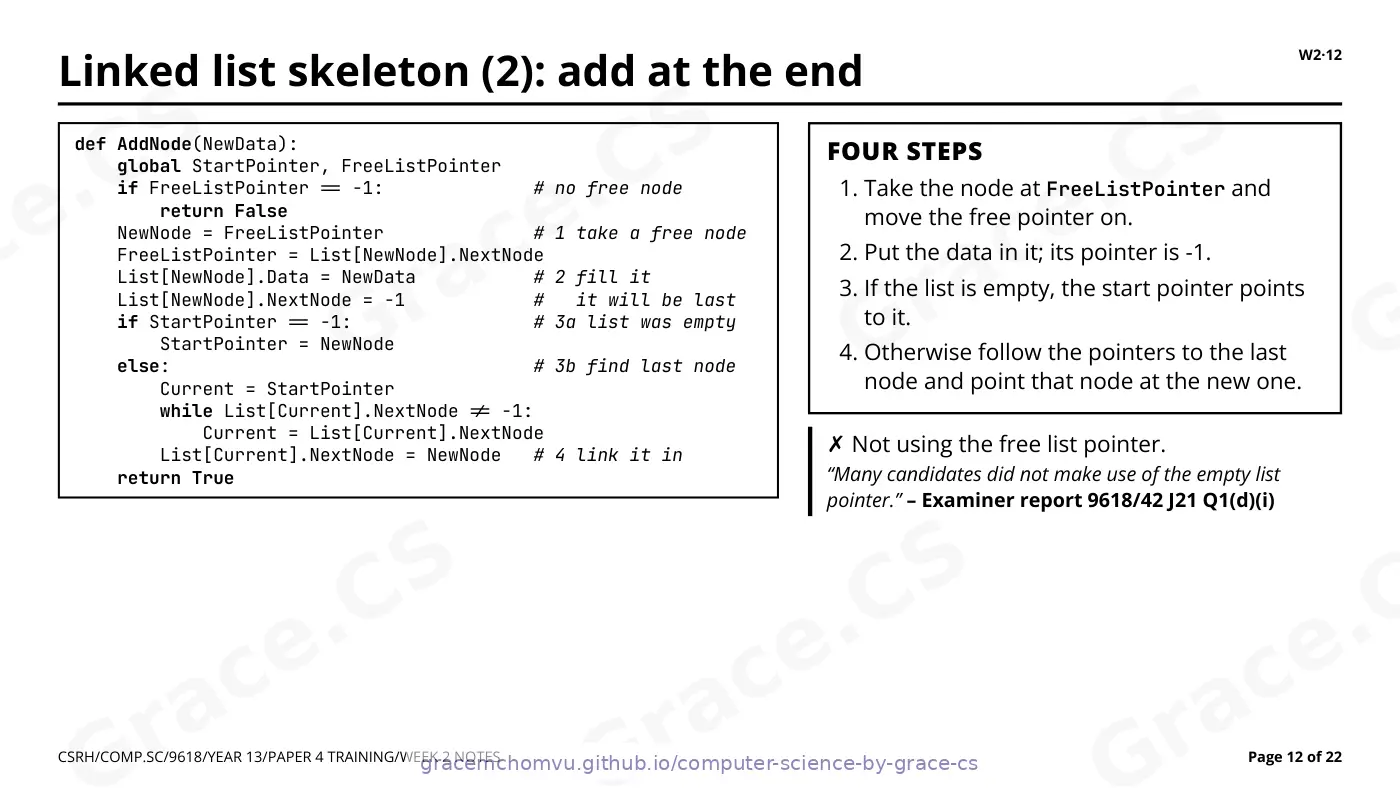 Linked list skeleton (2): add at the end
W2·12
def AddNode(NewData):
    global StartPointer, FreeListPointer
    if FreeListPointer == -1:              # no free node
        return False
    NewNode = FreeListPointer              # 1 take a free node
    FreeListPointer = List[NewNode].NextNode
    List[NewNode].Data = NewData           # 2 fill it
    List[NewNode].NextNode = -1            #   it will be last
    if StartPointer == -1:                 # 3a list was empty
        StartPointer = NewNode
    else:                                  # 3b find last node
        Current = StartPointer
        while List[Current].NextNode != -1:
            Current = List[Current].NextNode
        List[Current].NextNode = NewNode   # 4 link it in
    return True
FOUR STEPS
1. Take the node at FreeListPointer and
move the free pointer on.
2. Put the data in it; its pointer is -1.
3. If the list is empty, the start pointer points
to it.
4. Otherwise follow the pointers to the last
node and point that node at the new one.
✗ Not using the free list pointer.
“Many candidates did not make use of the empty list
pointer.” – Examiner report 9618/42 J21 Q1(d)(i)
CSRH/COMP.SC/9618/YEAR 13/PAPER 4 TRAINING/WEEK 2 NOTES
gracemchomvu.github.io/computer-science-by-grace-cs
Page 12 of 22
Grace.CS